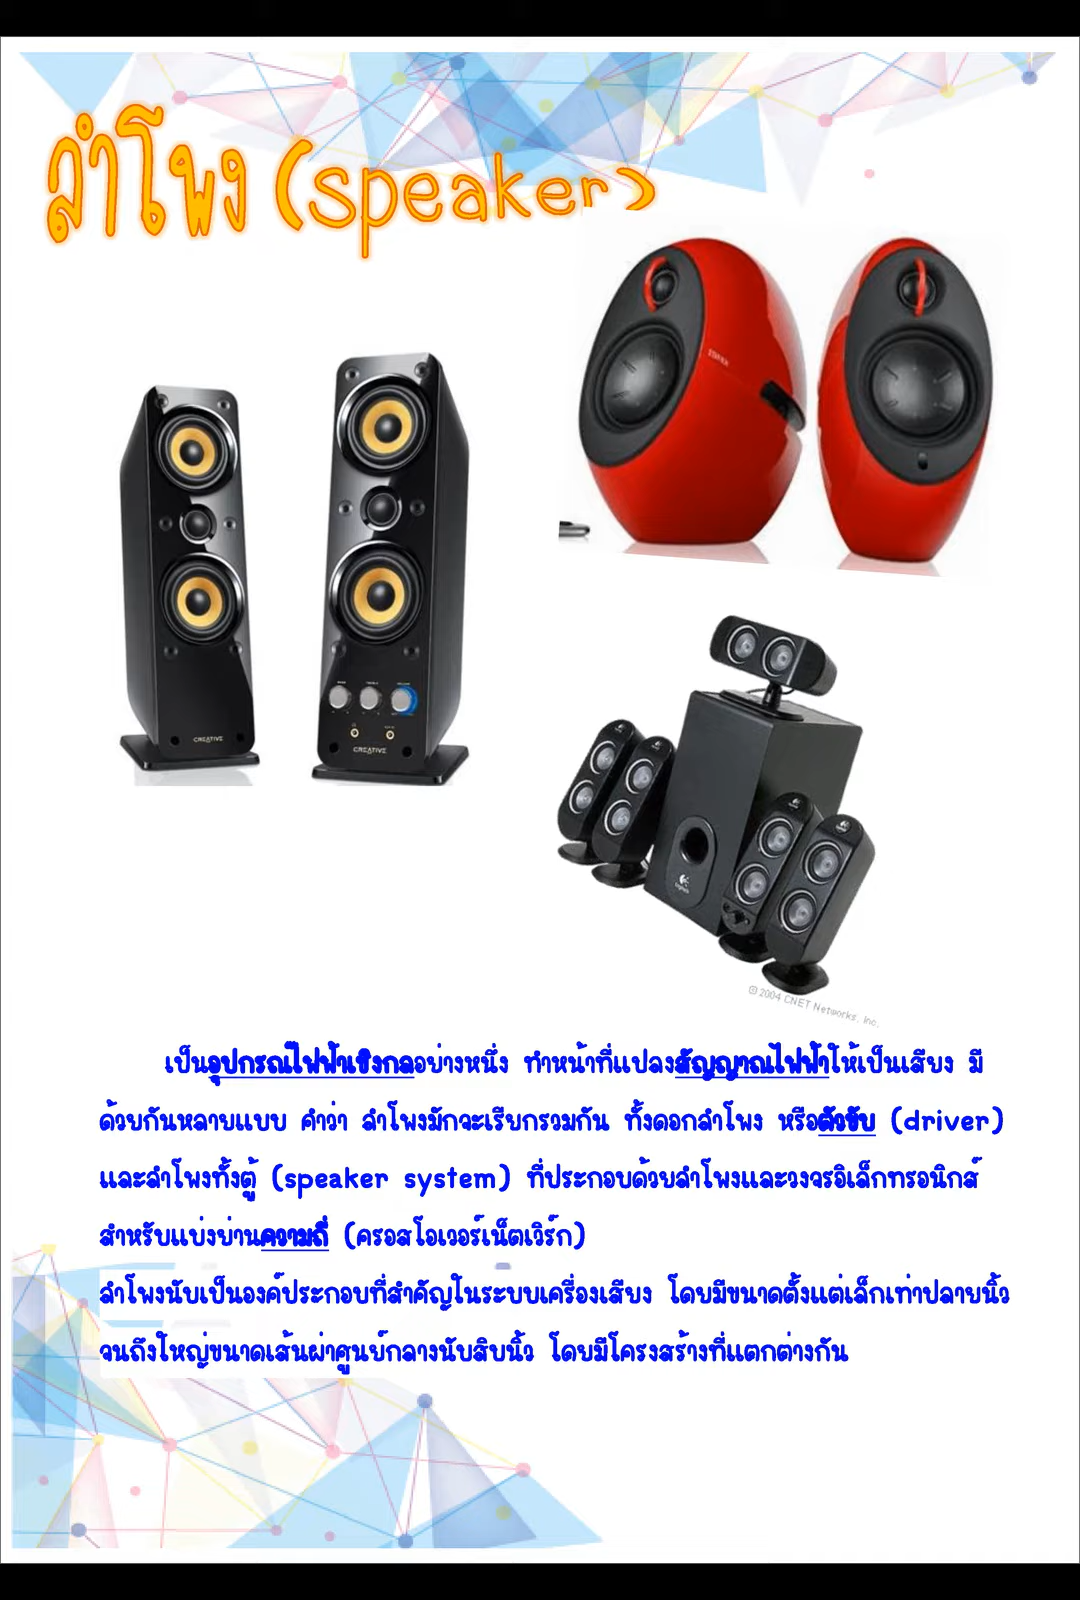 ลำโพง (speaker)
EDIFIER
BASS TREBLE VOLUME
CREATIVE
CREATIVE
logitech
© 2004 CNET Networks, Inc.
เป็นอุปกรณ์ไฟฟ้าเชิงกลอย่างหนึ่ง ทำหน้าที่แปลงสัญญาณไฟฟ้าให้เป็นเสียง มี
ด้วยกันหลายแบบ คำว่า ลำโพงมักจะเรียกรวมกัน ทั้งดอกลำโพง หรือตัวขับ (driver)
และลำโพงทั้งตู้ (speaker system) ที่ประกอบด้วยลำโพงและวงจรอิเล็กทรอนิกส์
สำหรับแบ่งย่านความถี่ (ครอสโอเวอร์เน็ตเวิร์ก)
ลำโพงนับเป็นองค์ประกอบที่สำคัญในระบบเครื่องเสียง โดยมีขนาดตั้งแต่เล็กเท่าปลายนิ้ว
จนถึงใหญ่ขนาดเส้นผ่าศูนย์กลางนับสิบนิ้ว โดยมีโครงสร้างที่แตกต่างกัน